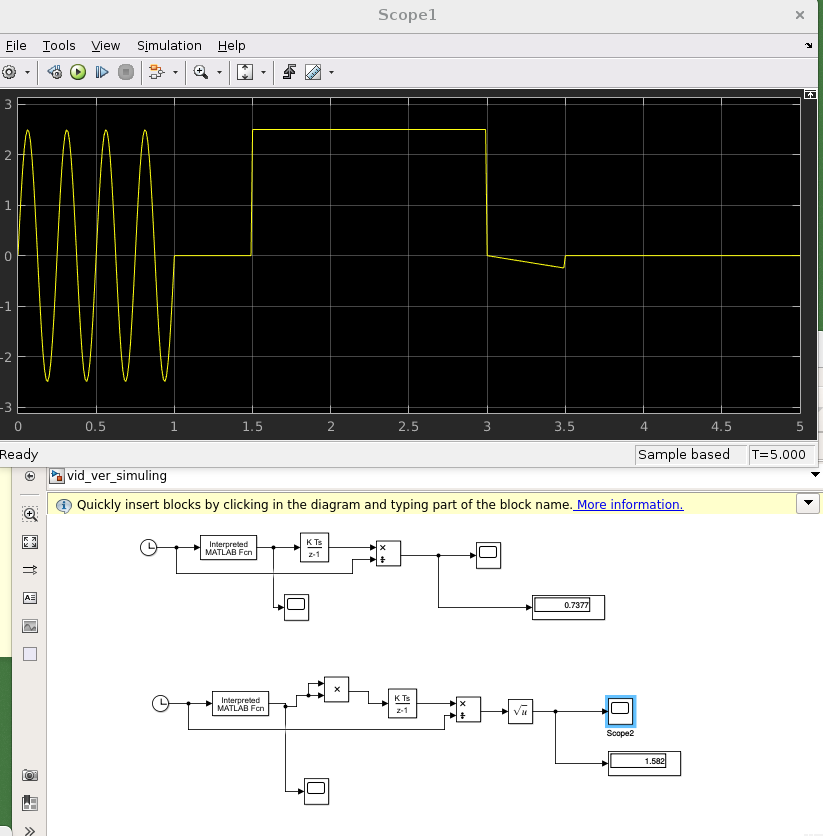 Scope1
File Tools View Simulation Help
3
2
1
0
-1
-2
-3
0 0.5 1 1.5 2 2.5 3 3.5 4 4.5 5
Ready Sample based T=5.000
vid_ver_simuling
Quickly insert blocks by clicking in the diagram and typing part of the block name. More information.
Interpreted
MATLAB Fcn
K Ts
z-1
×
÷
0.7377
Interpreted
MATLAB Fcn
×
K Ts
z-1
×
÷
√u
Scope2
1.582